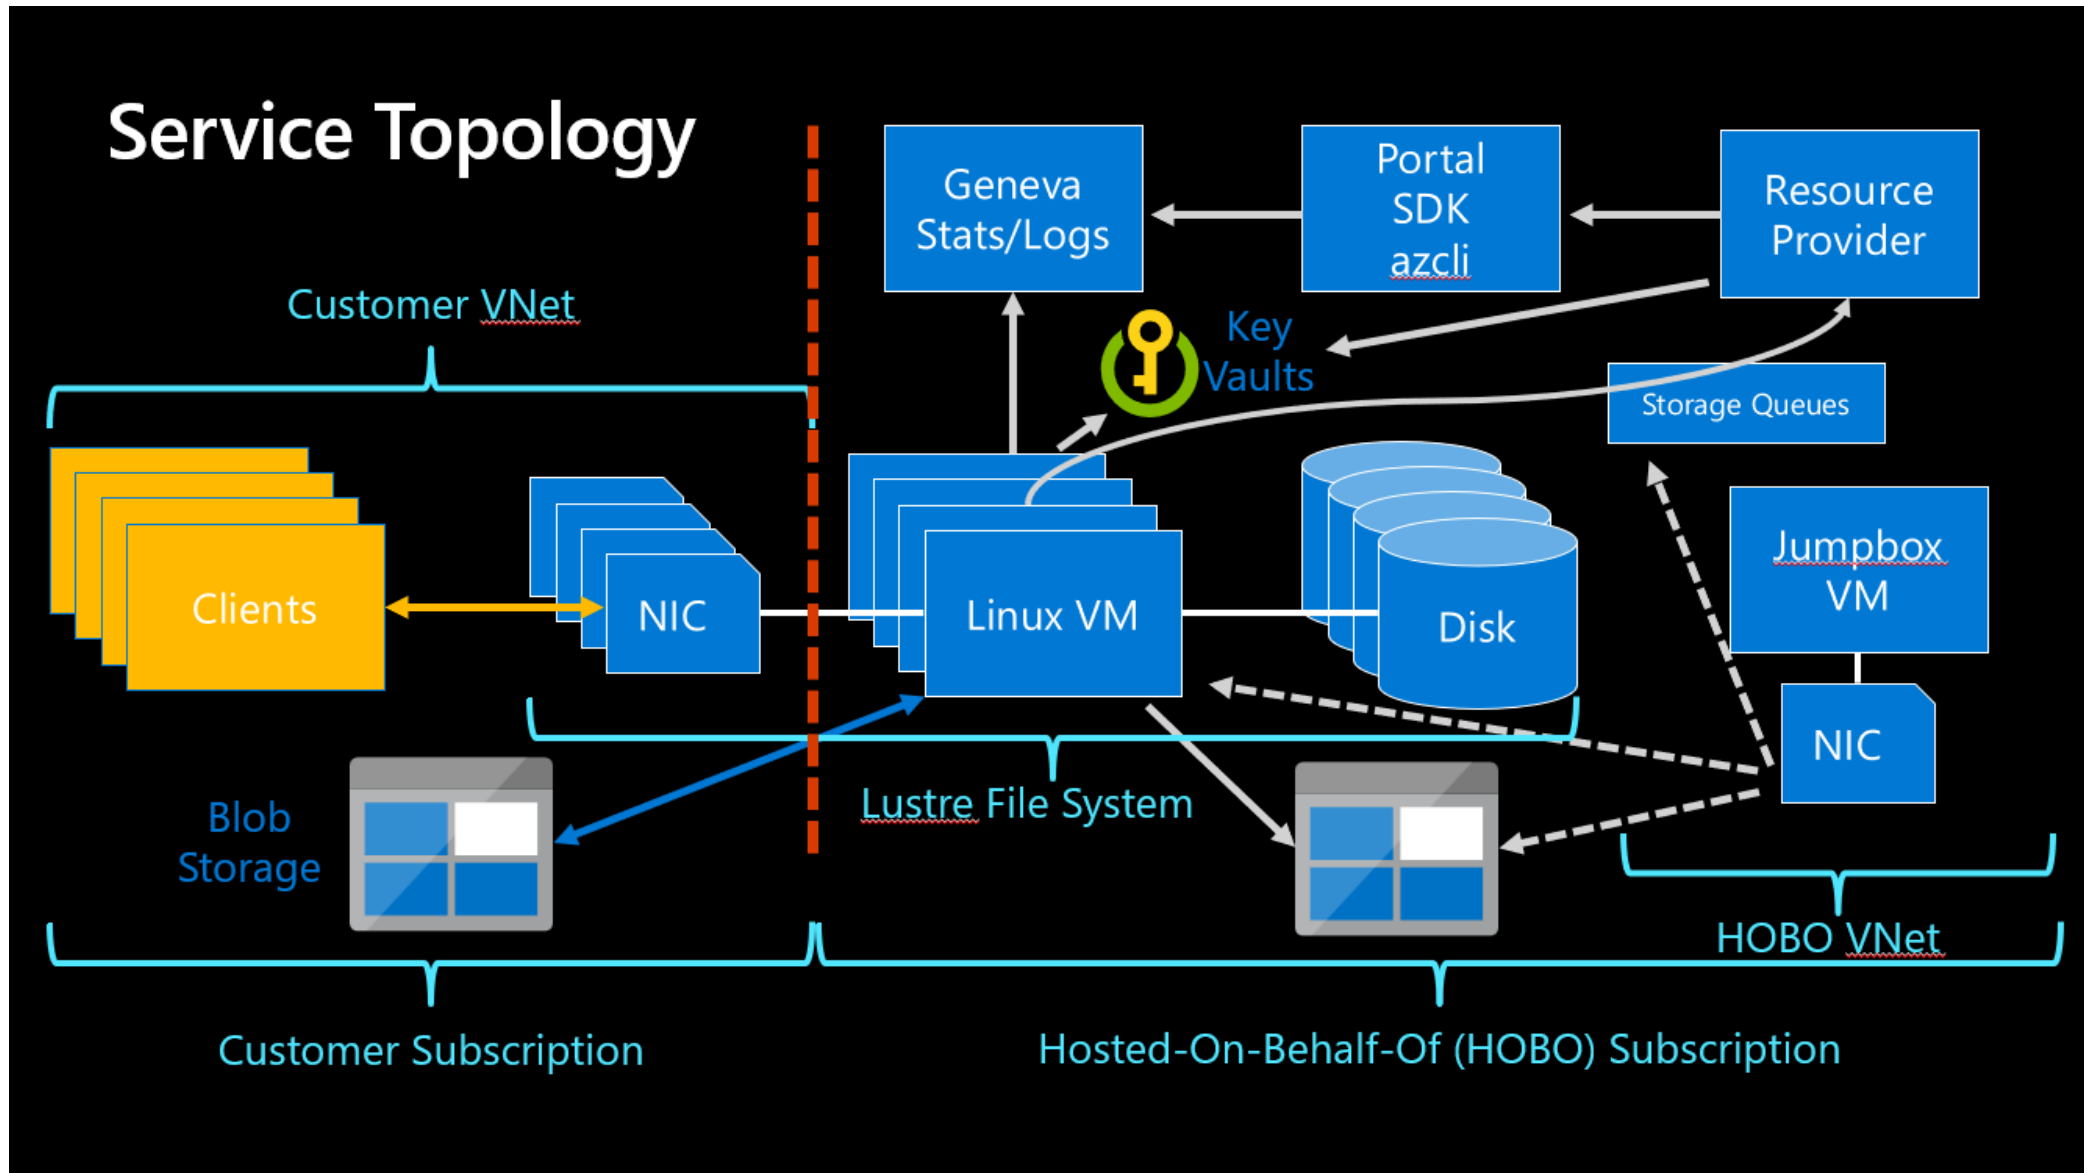 Service Topology
Geneva
Stats/Logs
Portal
SDK
azcli
Resource
Provider
Customer VNet
Key
Vaults
Storage Queues
Clients
NIC
Linux VM
Disk
Jumpbox
VM
NIC
Blob
Storage
Lustre File System
HOBO VNet
Customer Subscription
Hosted-On-Behalf-Of (HOBO) Subscription